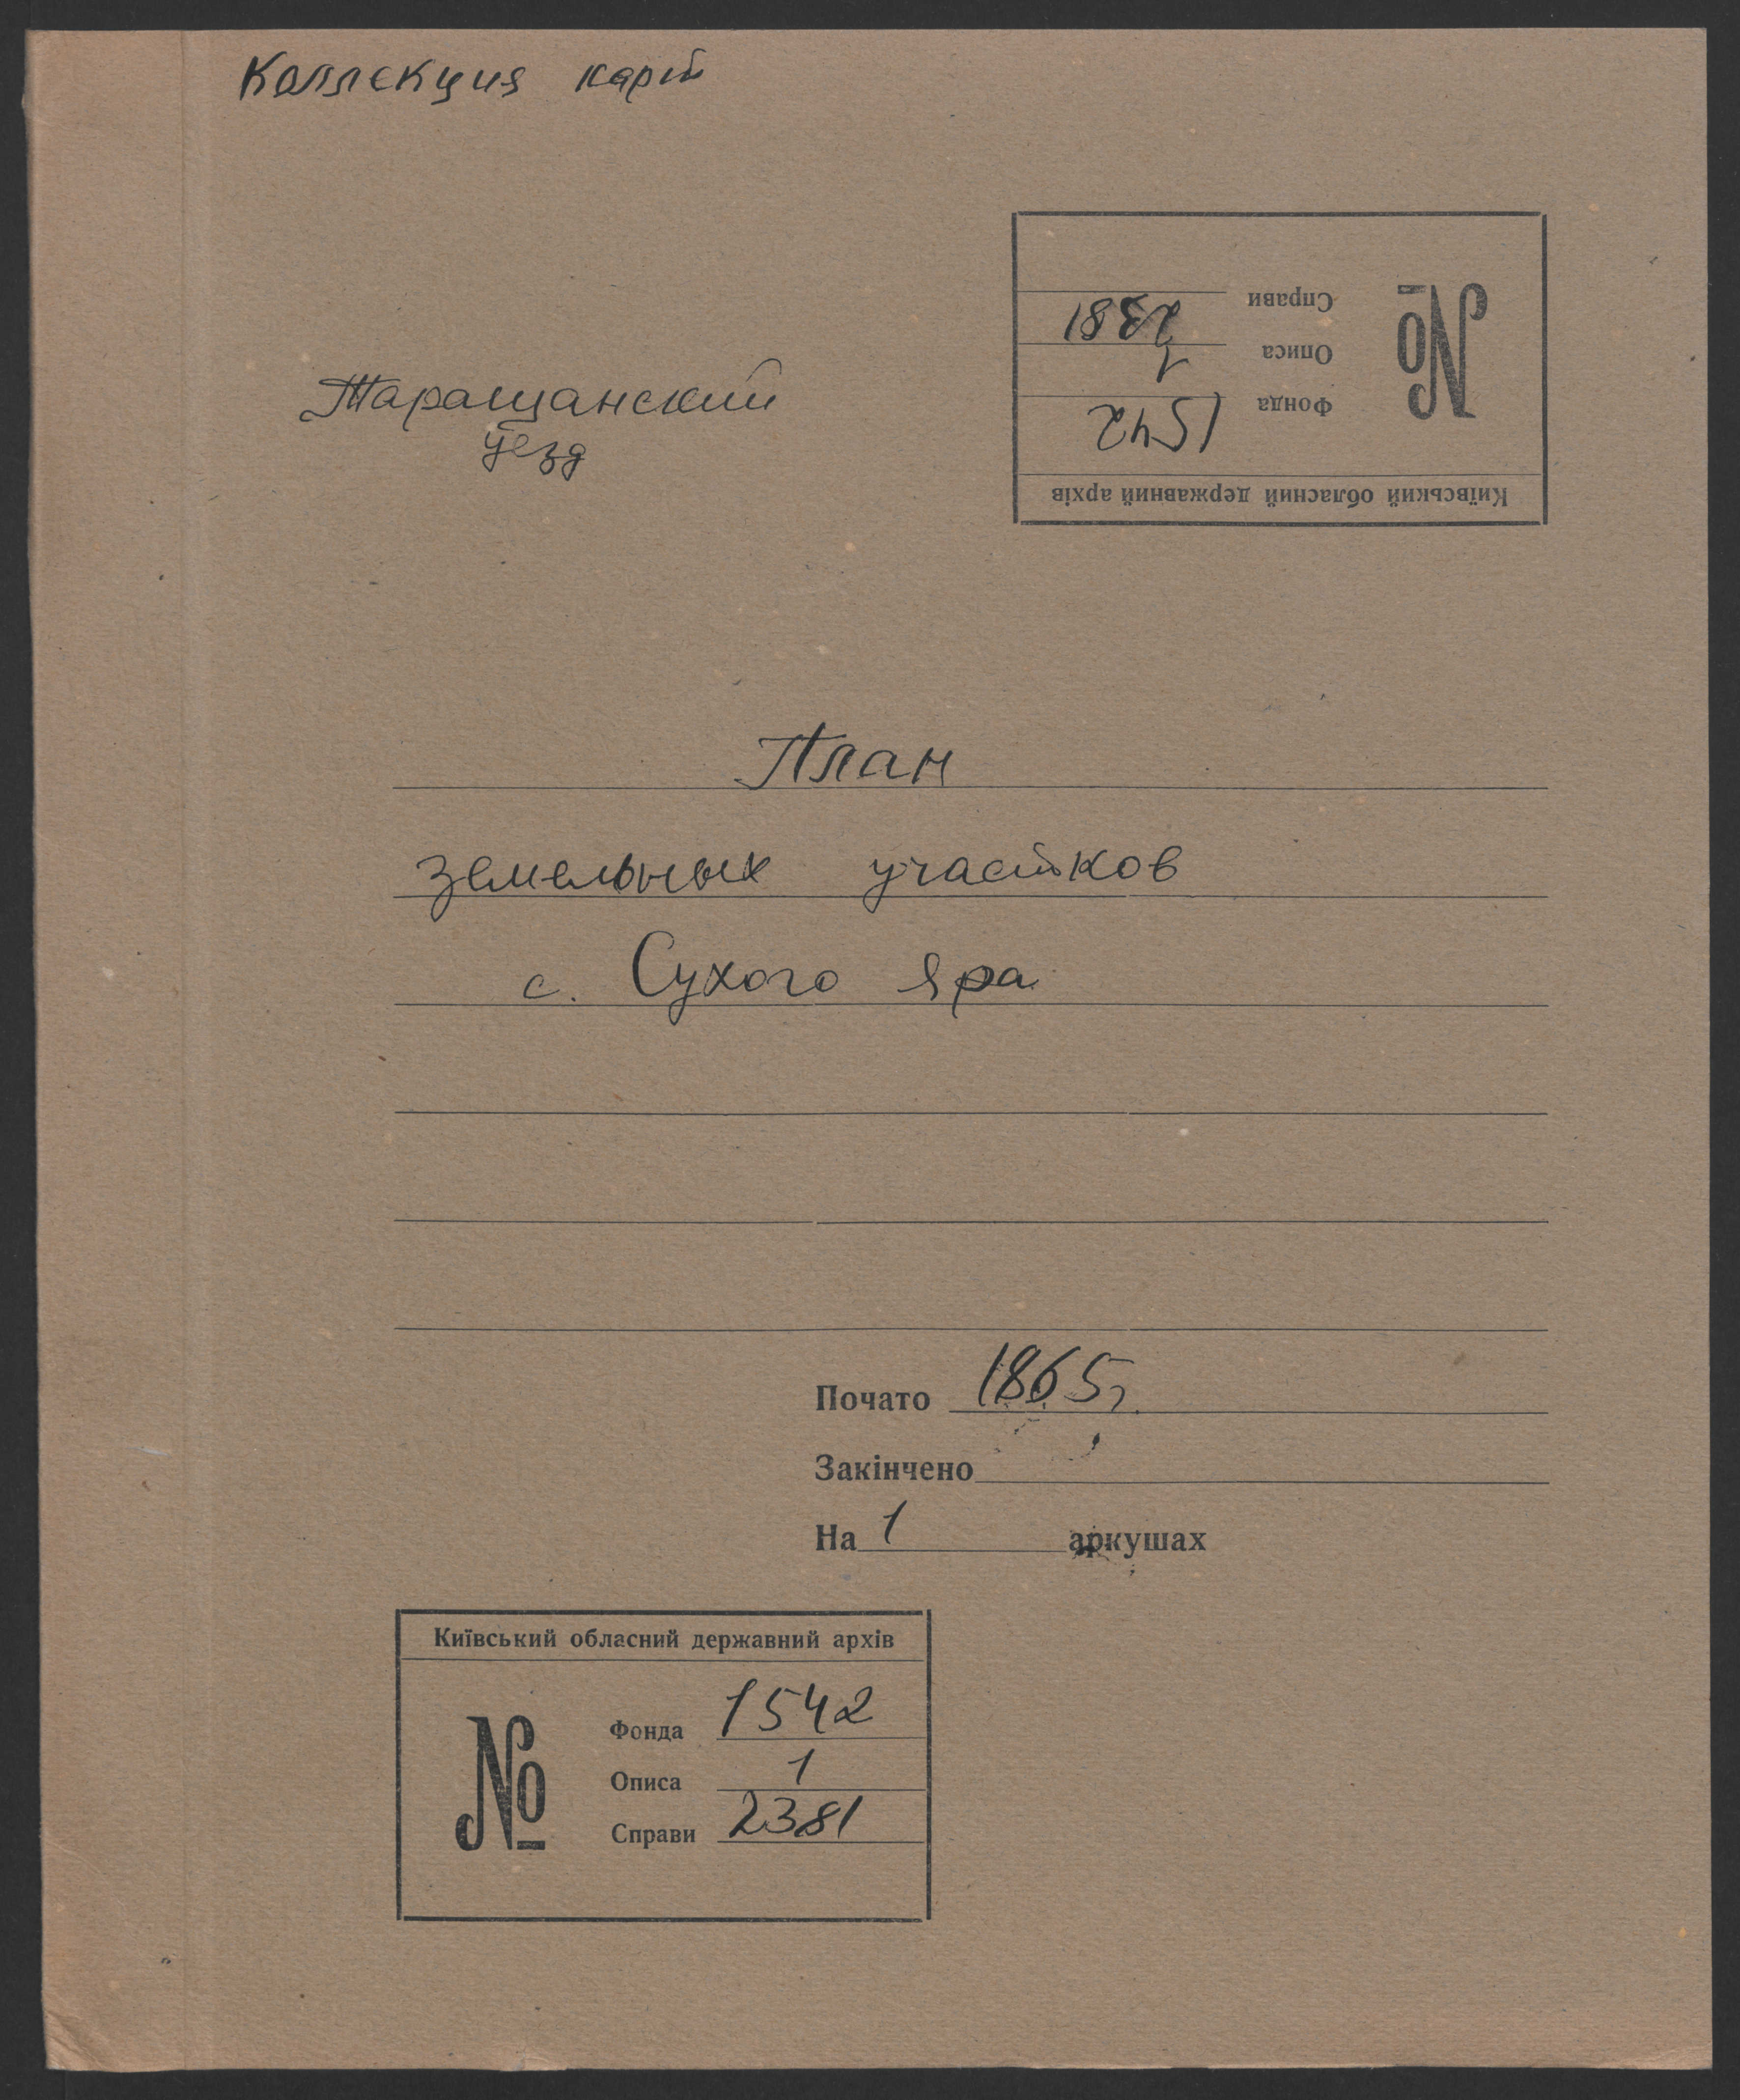 Коллекция карт
Київський обласний державний архів
№
Фонда 1542
Описа 1
Справи 2381
Таращанский
уезд
План
земельных участков
с. Сухого Яра
Почато 1865 г.
Закінчено
На 1 аркушах
Київський обласний державний архів
№
Фонда 1542
Описа 1
Справи 2381